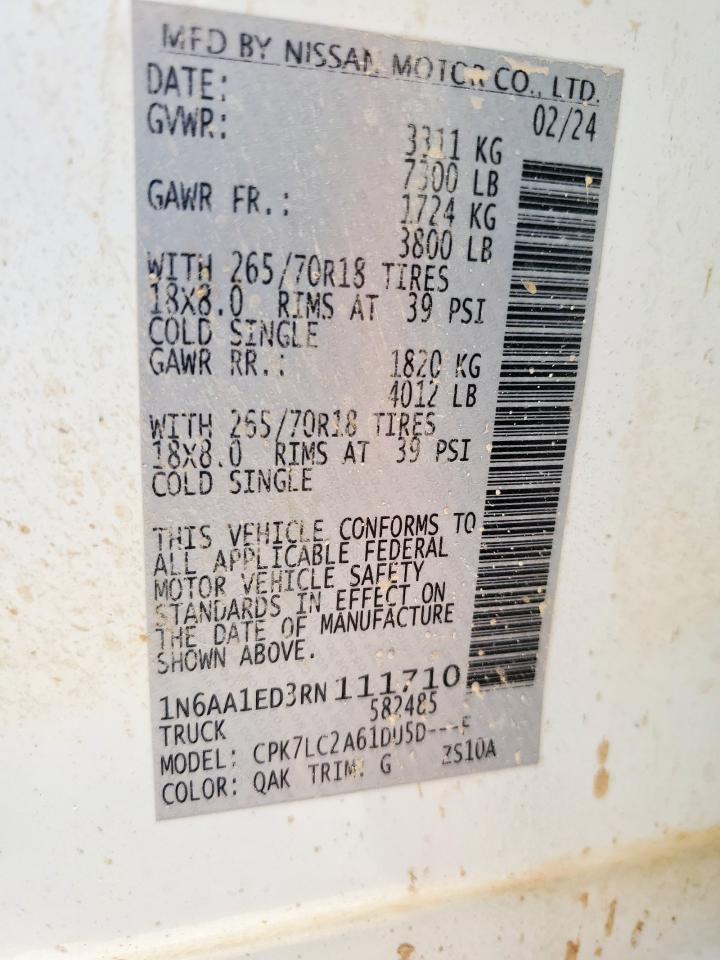 MFD BY NISSAN MOTOR CO., LTD.
DATE: 02/24
GVWR: 3311 KG
7300 LB
GAWR FR.: 1724 KG
3800 LB
WITH 265/70R18 TIRES
18X8.0 RIMS AT 39 PSI
COLD SINGLE
GAWR RR.: 1820 KG
4012 LB
WITH 265/70R18 TIRES
18X8.0 RIMS AT 39 PSI
COLD SINGLE
THIS VEHICLE CONFORMS TO
ALL APPLICABLE FEDERAL
MOTOR VEHICLE SAFETY
STANDARDS IN EFFECT ON
THE DATE OF MANUFACTURE
SHOWN ABOVE.
1N6AA1ED3RN111710
TRUCK 582485
MODEL: CPK7LC2A61DU5D---F
COLOR: QAK TRIM: G ZS10A